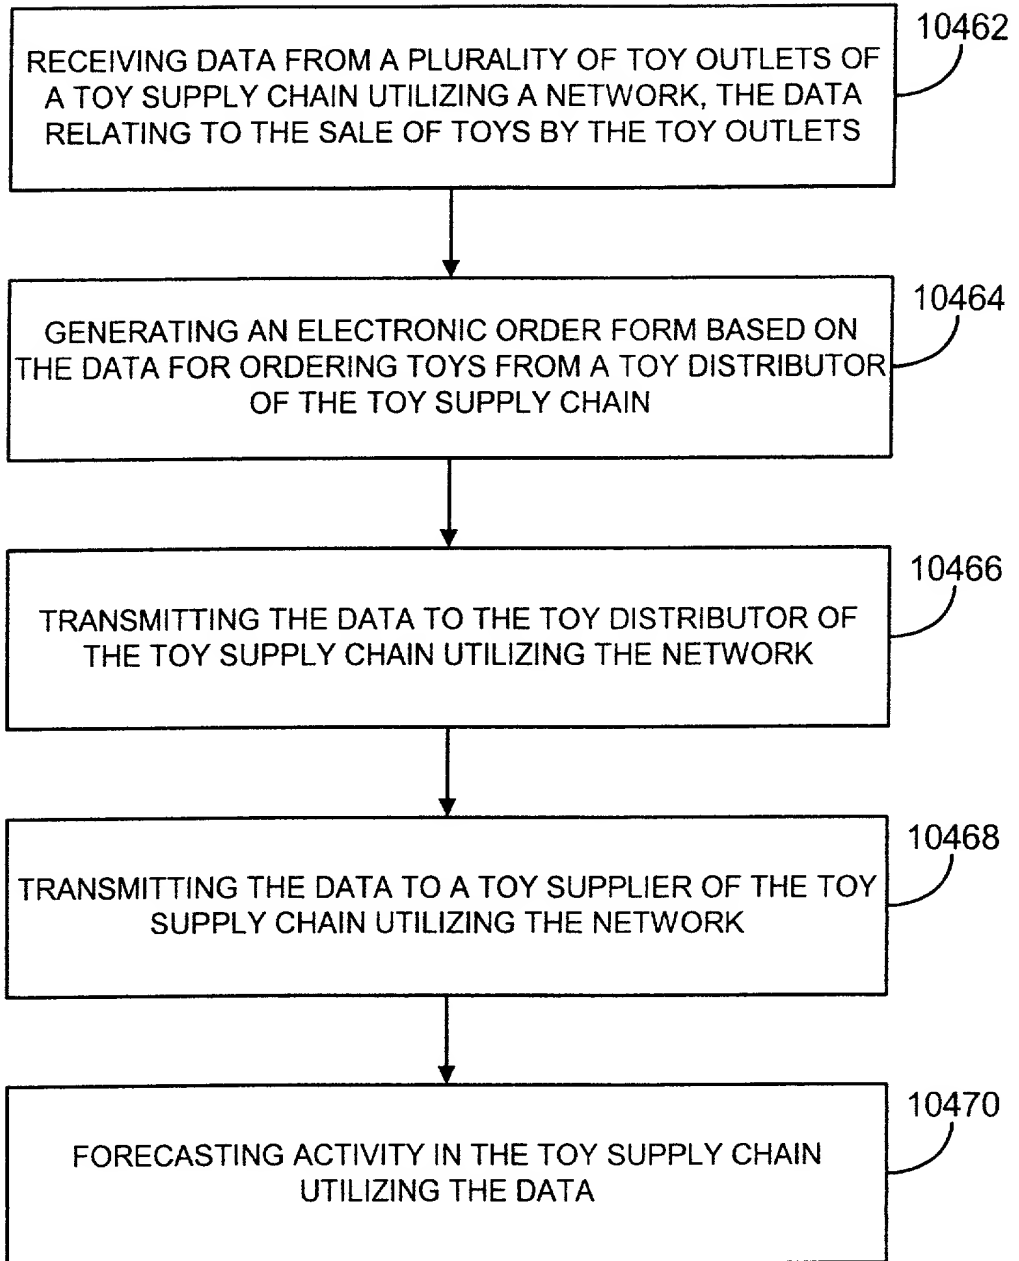 10462
RECEIVING DATA FROM A PLURALITY OF TOY OUTLETS OF
A TOY SUPPLY CHAIN UTILIZING A NETWORK, THE DATA
RELATING TO THE SALE OF TOYS BY THE TOY OUTLETS
10464
GENERATING AN ELECTRONIC ORDER FORM BASED ON
THE DATA FOR ORDERING TOYS FROM A TOY DISTRIBUTOR
OF THE TOY SUPPLY CHAIN
10466
TRANSMITTING THE DATA TO THE TOY DISTRIBUTOR OF
THE TOY SUPPLY CHAIN UTILIZING THE NETWORK
10468
TRANSMITTING THE DATA TO A TOY SUPPLIER OF THE TOY
SUPPLY CHAIN UTILIZING THE NETWORK
10470
FORECASTING ACTIVITY IN THE TOY SUPPLY CHAIN
UTILIZING THE DATA